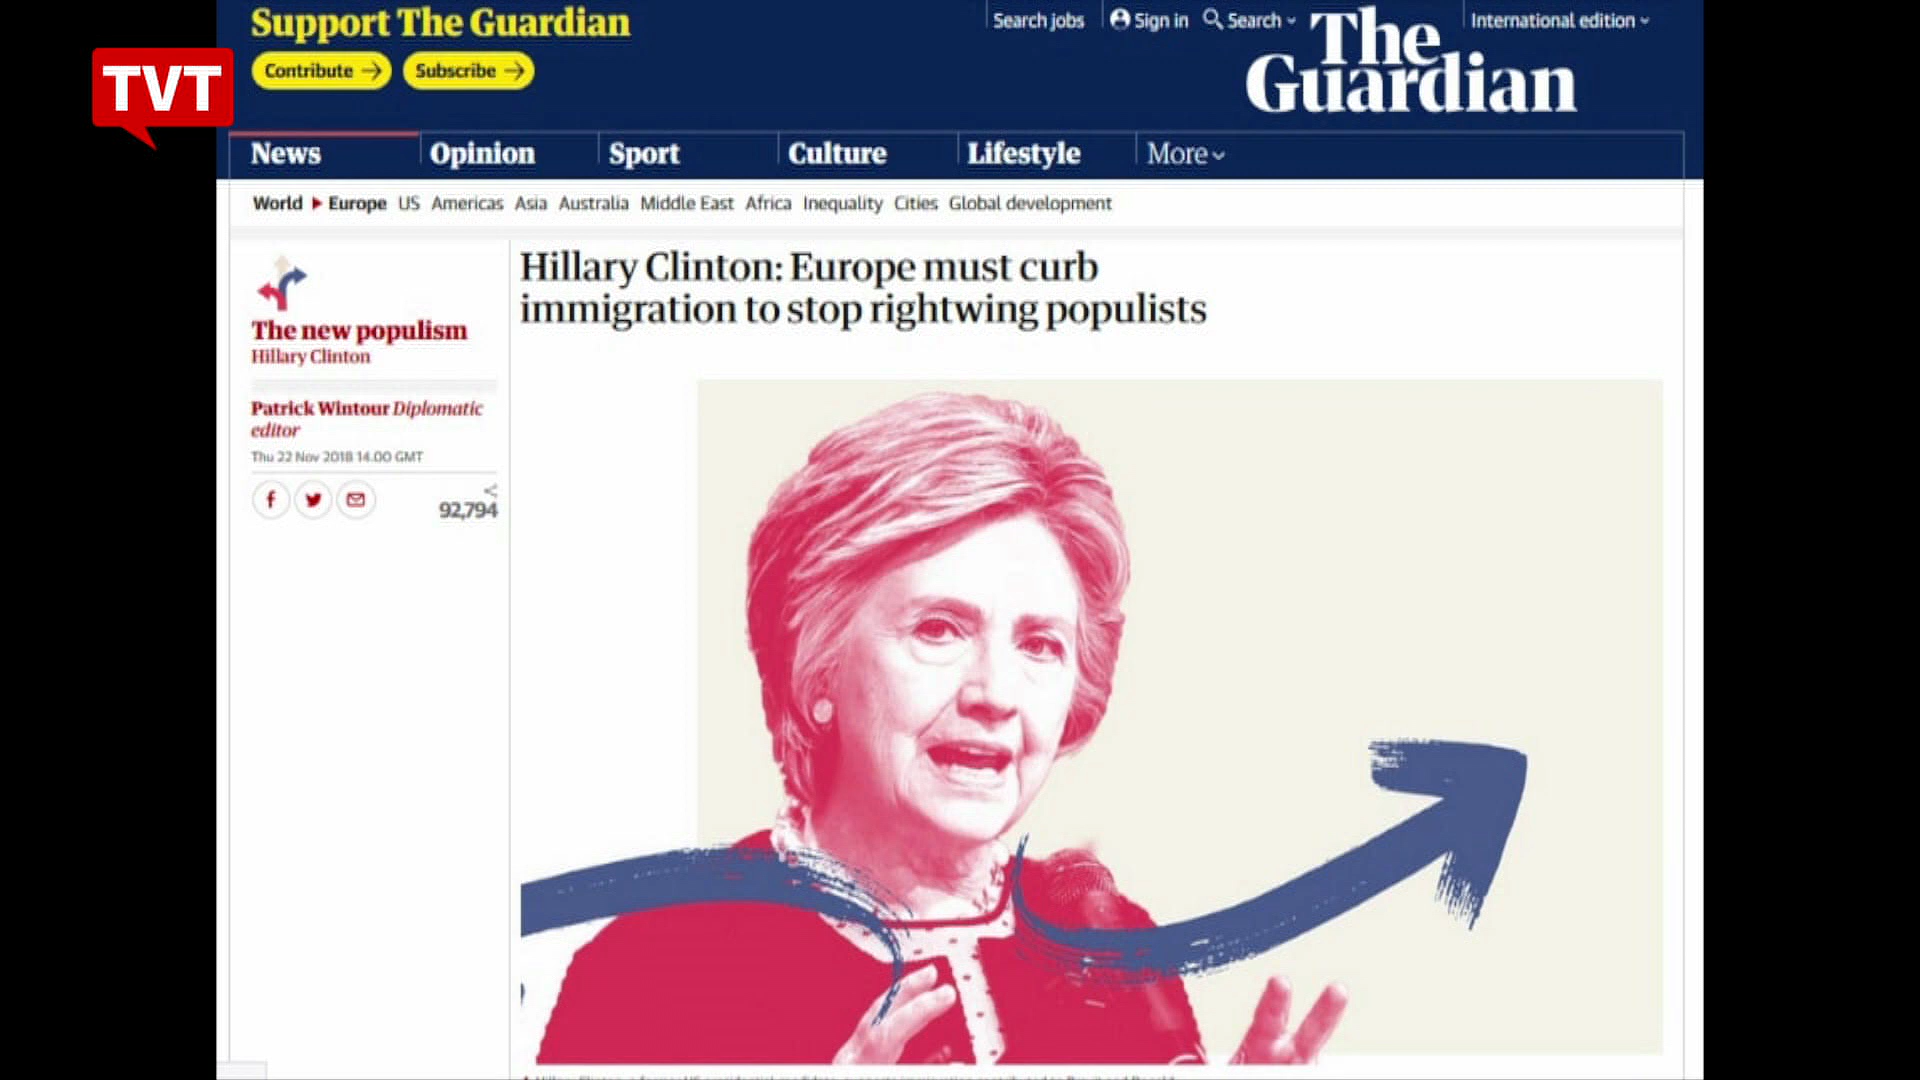 TVT
Support The Guardian
Contribute
Subscribe
Search jobs
Sign in
Search
International edition
The Guardian
News
Opinion
Sport
Culture
Lifestyle
More
World
Europe
US
Americas
Asia
Australia
Middle East
Africa
Inequality
Cities
Global development
The new populism
Hillary Clinton
Patrick Wintour Diplomatic
editor
Thu 22 Nov 2018 14.00 GMT
92,794
Hillary Clinton: Europe must curb
immigration to stop rightwing populists